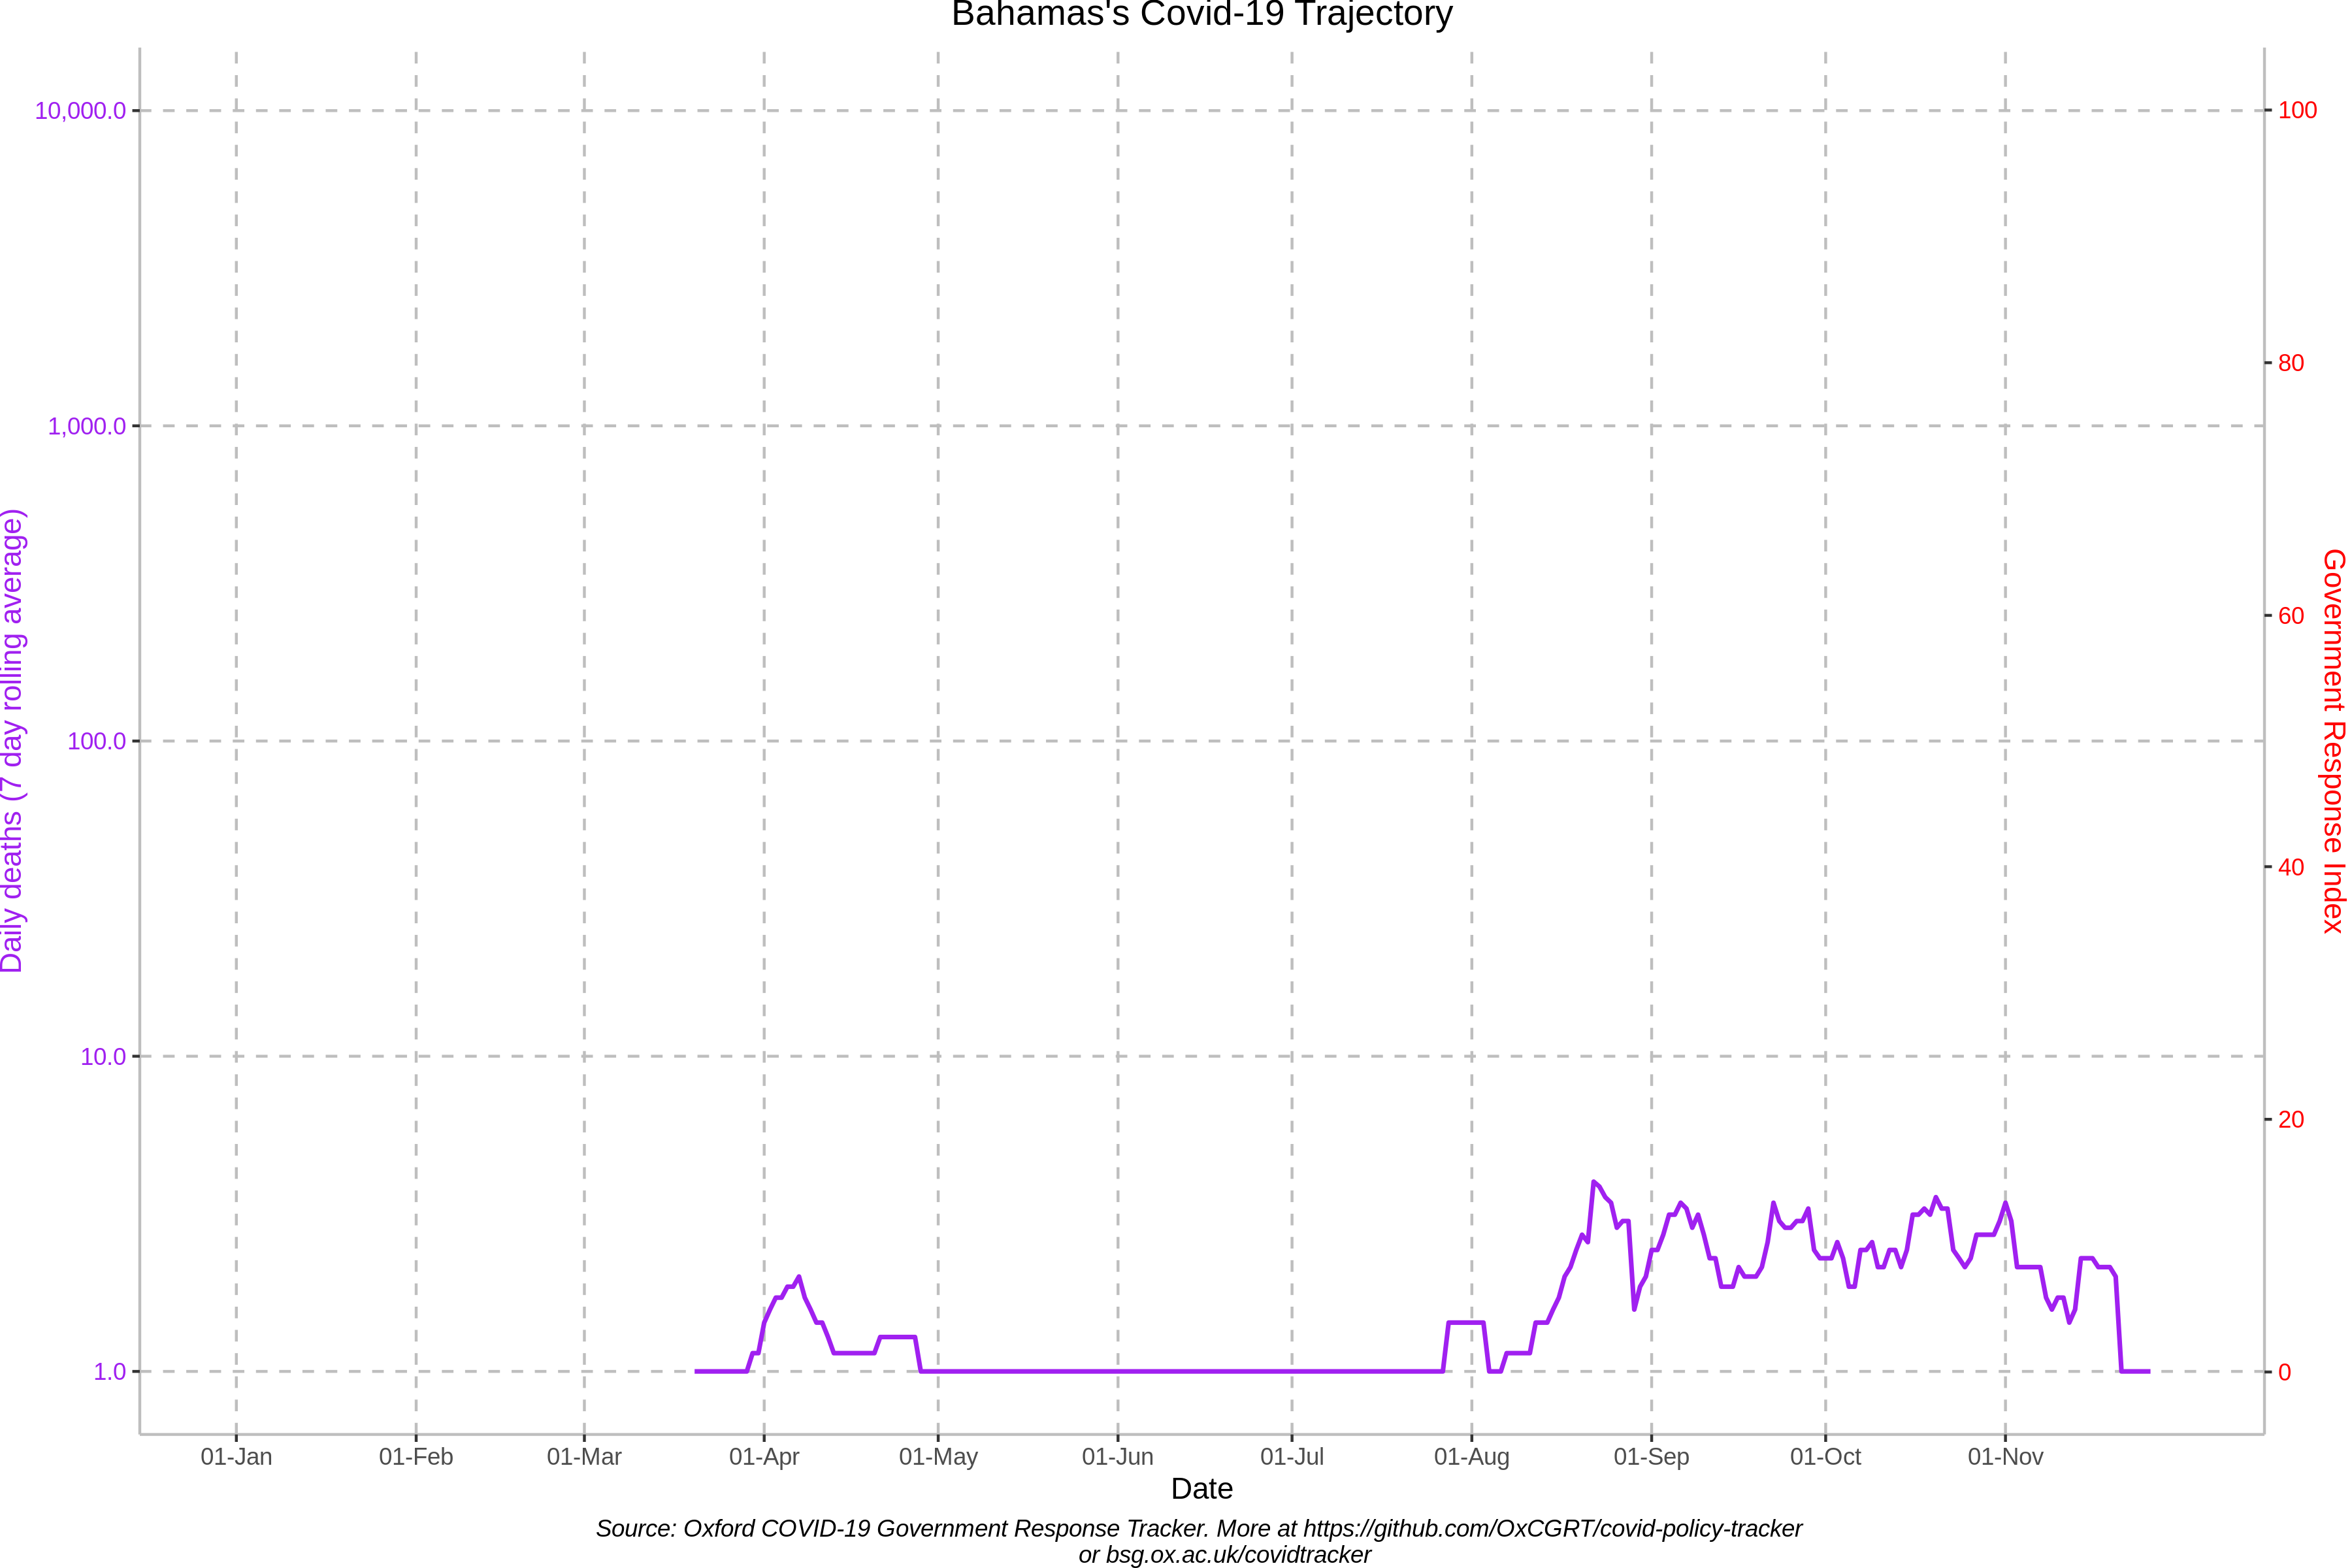 Bahamas's Covid-19 Trajectory
10,000.0
1,000.0
100.0
10.0
1.0
Daily deaths (7 day rolling average)
100
80
60
40
20
0
Government Response Index
01-Jan 01-Feb 01-Mar 01-Apr 01-May 01-Jun 01-Jul 01-Aug 01-Sep 01-Oct 01-Nov
Date
Source: Oxford COVID-19 Government Response Tracker. More at https://github.com/OxCGRT/covid-policy-tracker
or bsg.ox.ac.uk/covidtracker